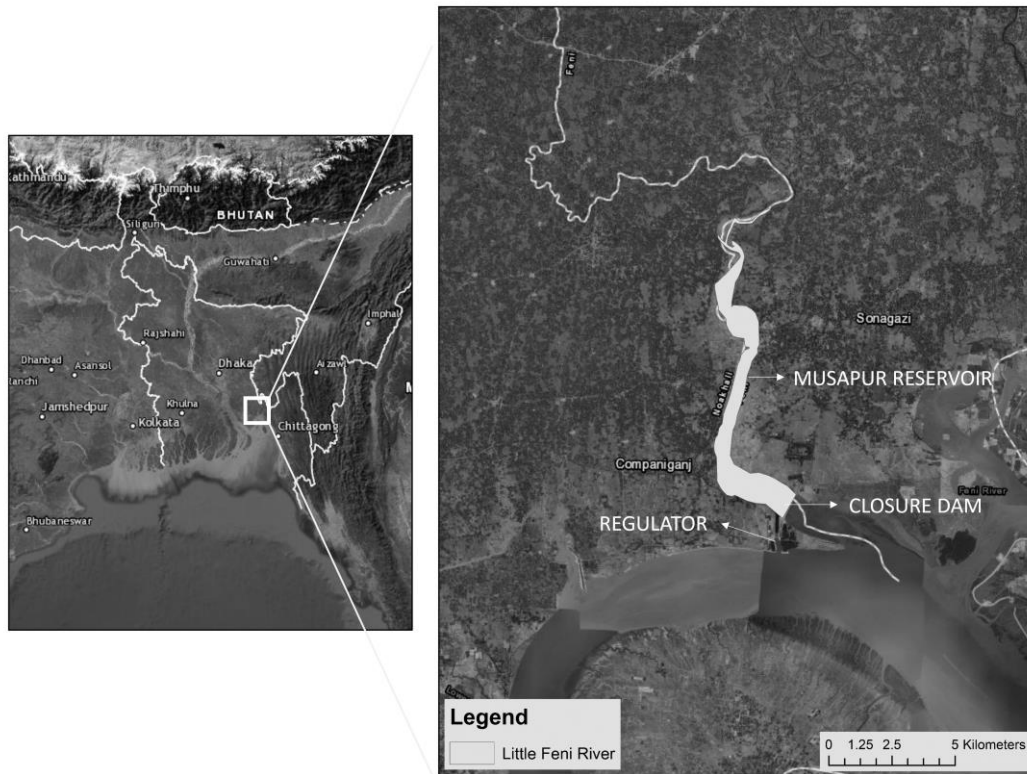 Kathmandu
Thimphu
BHUTAN
Siliguri
Guwahati
Imphal
Rajshahi
Dhanbad
Asansol
Dhaka
Aizawl
Ranchi
Jamshedpur
Khulna
Kolkata
Chittagong
Bhubaneswar
Feni
Sonagazi
MUSAPUR RESERVOIR
Noakhali
Companiganj
Feni River
CLOSURE DAM
REGULATOR
Legend
Little Feni River
0 1.25 2.5 5 Kilometers